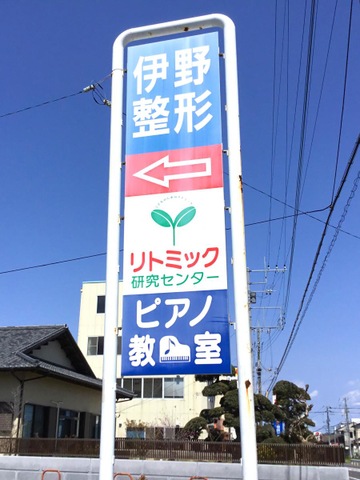 伊野
整形
リトミック
研究センター
ピアノ
教室